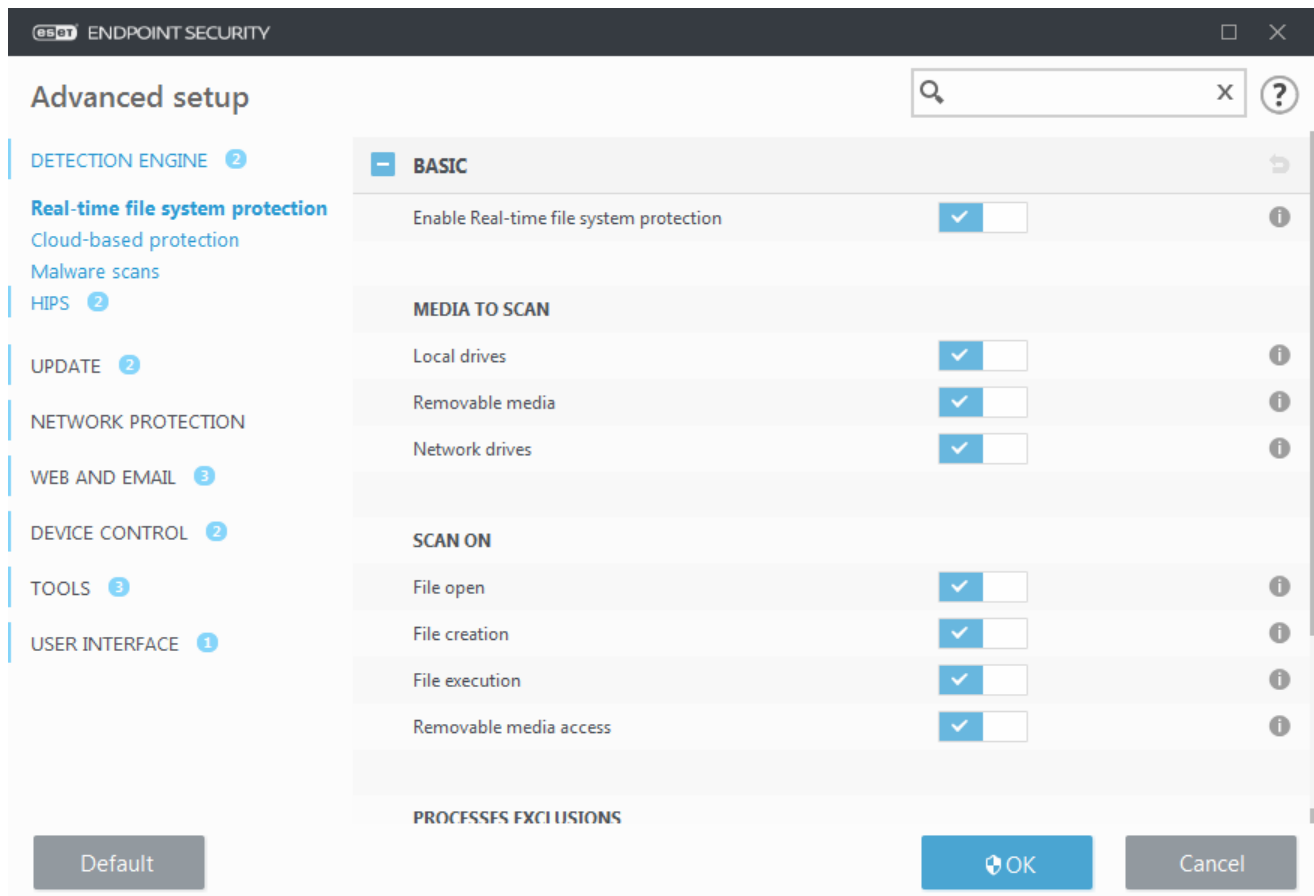 eset ENDPOINT SECURITY
Advanced setup
x
?
DETECTION ENGINE 2
Real-time file system protection
Cloud-based protection
Malware scans
HIPS 2
UPDATE 2
NETWORK PROTECTION
WEB AND EMAIL 3
DEVICE CONTROL 2
TOOLS 3
USER INTERFACE 1
BASIC
Enable Real-time file system protection
MEDIA TO SCAN
Local drives
Removable media
Network drives
SCAN ON
File open
File creation
File execution
Removable media access
PROCESSES EXCLUSIONS
Default
OK
Cancel